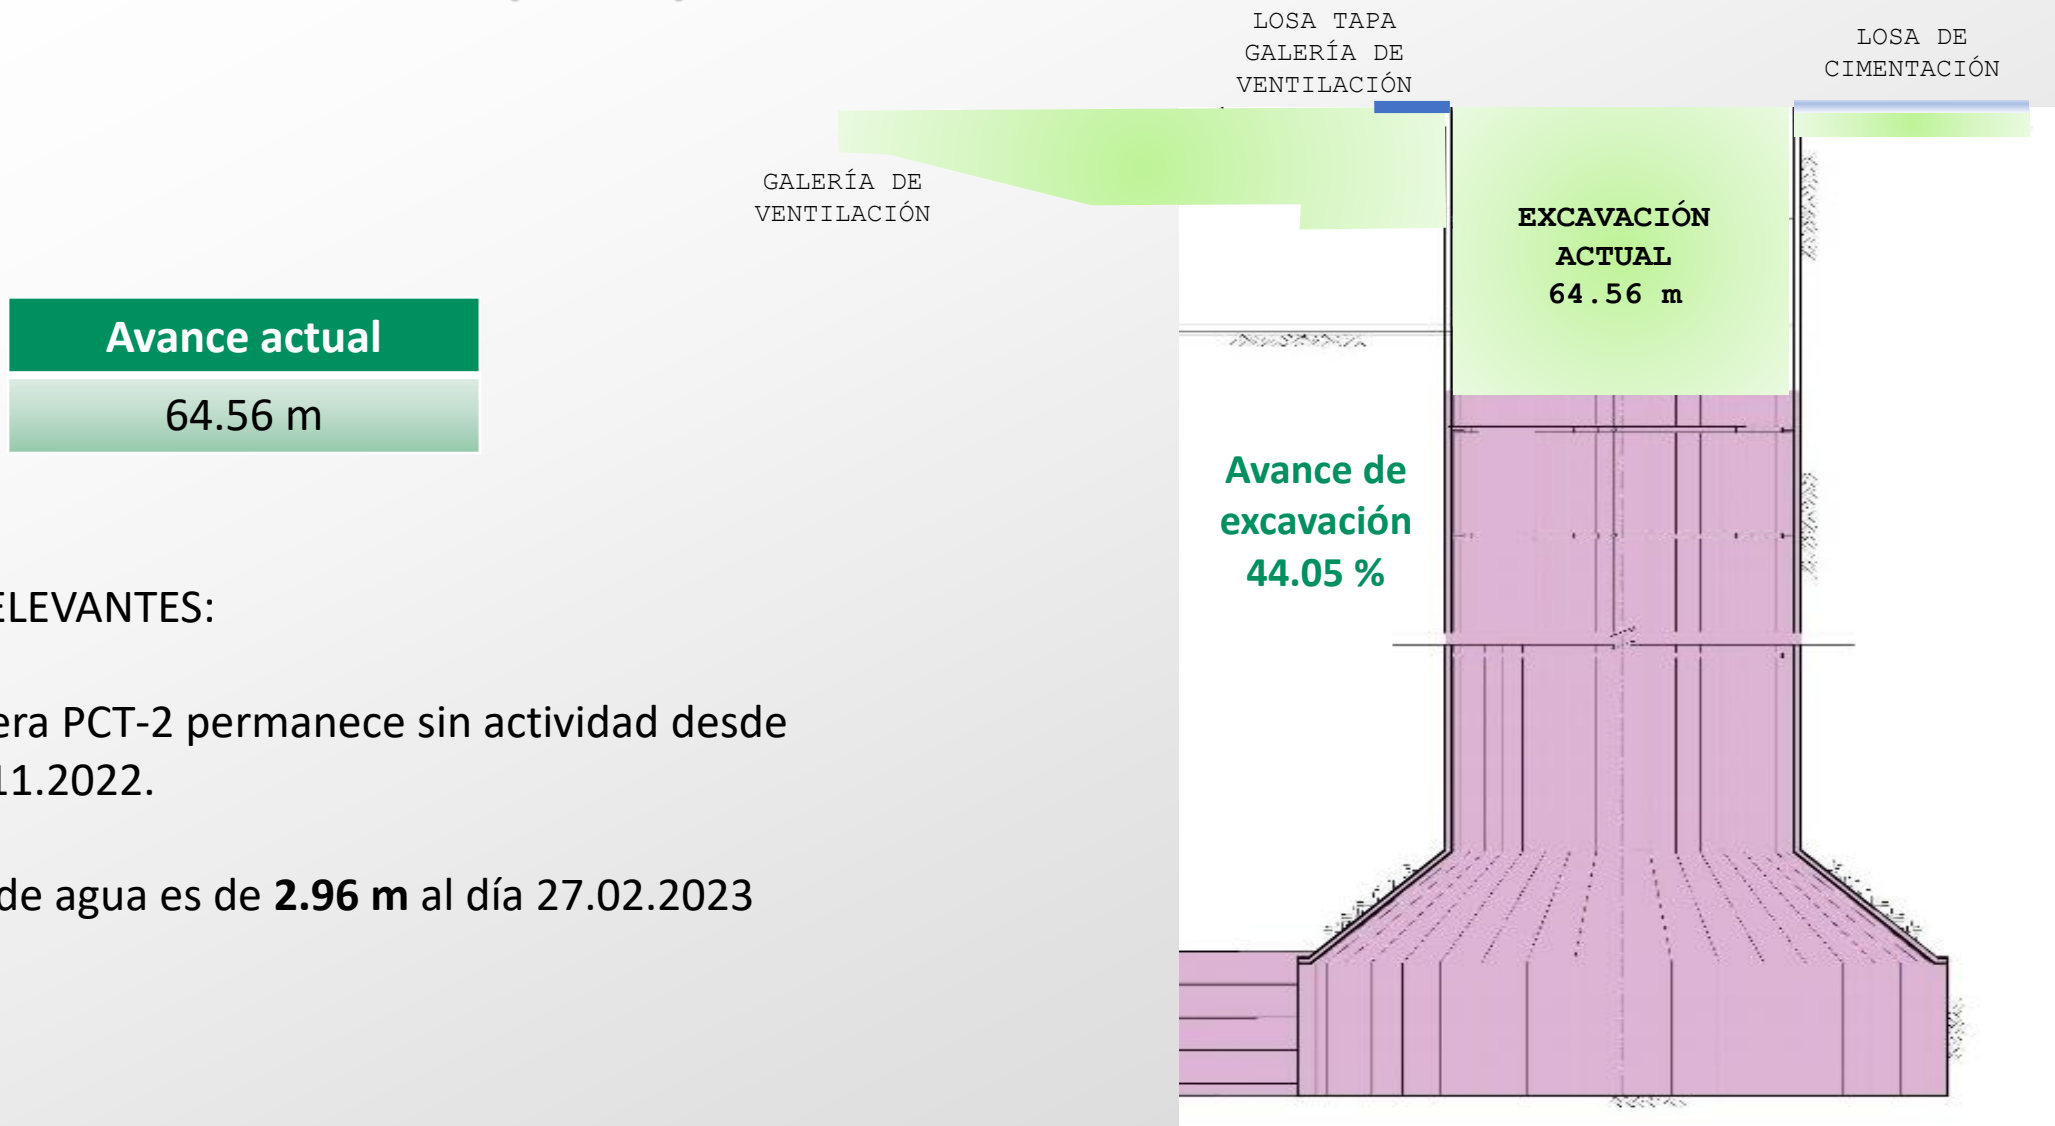 LOSA TAPA
GALERÍA DE
VENTILACIÓN
LOSA DE
CIMENTACIÓN
GALERÍA DE
VENTILACIÓN
EXCAVACIÓN
ACTUAL
64.56 m
Avance actual
64.56 m
Avance de
excavación
44.05 %
ELEVANTES:
era PCT-2 permanece sin actividad desde
11.2022.
de agua es de 2.96 m al día 27.02.2023